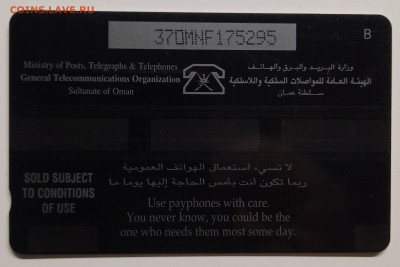 COINS.LAVE.RU
370MNF175295
B
Ministry of Posts, Telegraphs & Telephones
General Telecommunications Organization
Sultanate of Oman
وزارة البريد والبرق والهاتف
الهيئة العامة للمواصلات السلكية واللاسلكية
سلطنة عمان
لا تسيء استعمال الهواتف العمومية
ربما تكون أنت بأمس الحاجة إليها يوما ما
SOLD SUBJECT
TO CONDITIONS
OF USE
Use payphones with care.
You never know, you could be the
one who needs them most some day.